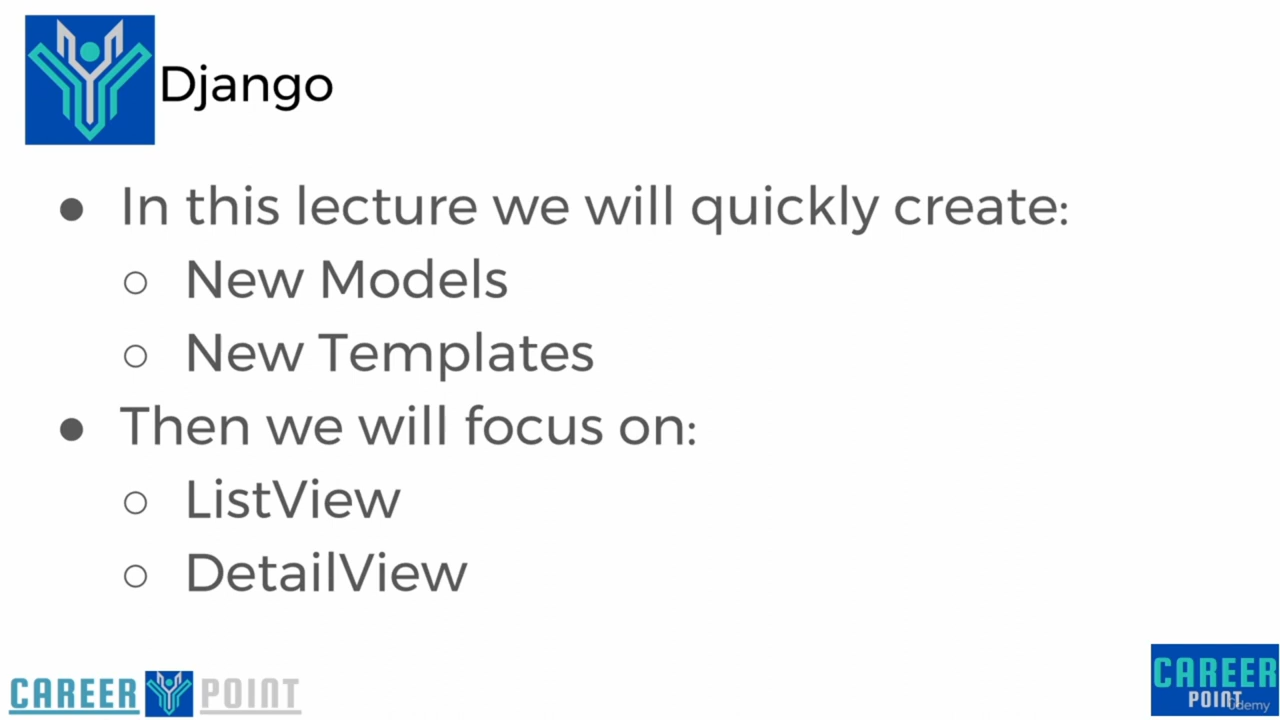 Django
● In this lecture we will quickly create:
○ New Models
○ New Templates
● Then we will focus on:
○ ListView
○ DetailView
CAREER POINT
CAREER
POINT
Udemy